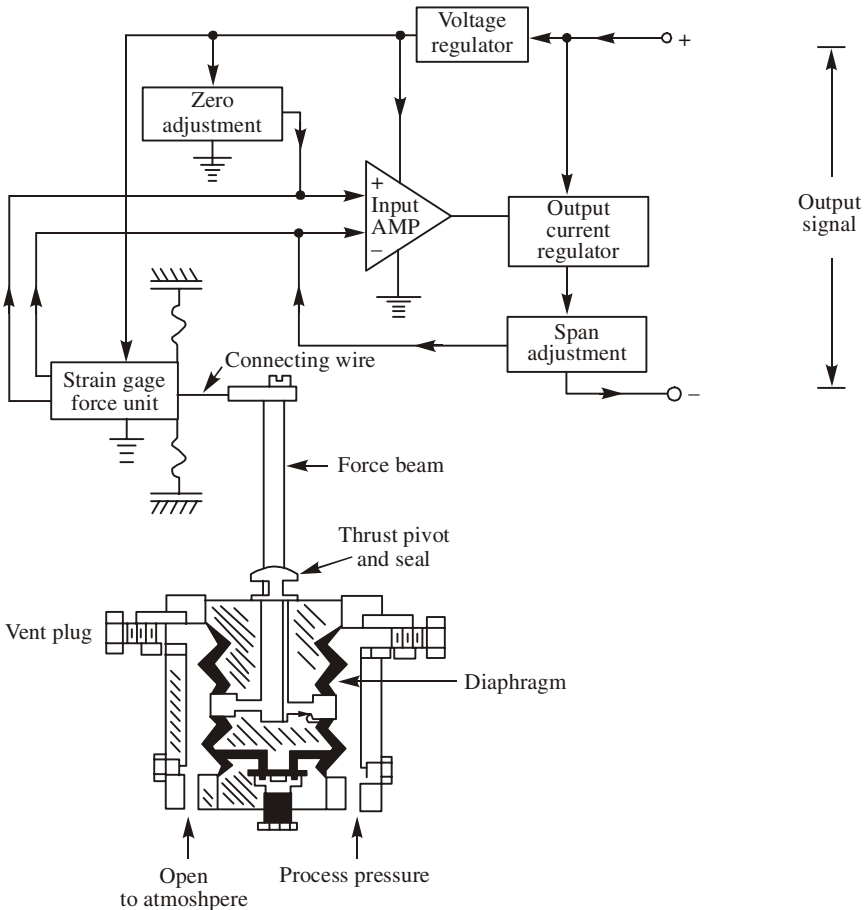 Voltage
regulator
+
Zero
adjustment
+
Input
AMP
–
Output
current
regulator
Output
signal
Span
adjustment
–
Connecting wire
Strain gage
force unit
Force beam
Thrust pivot
and seal
Vent plug
Diaphragm
Open
to atmoshpere
Process pressure